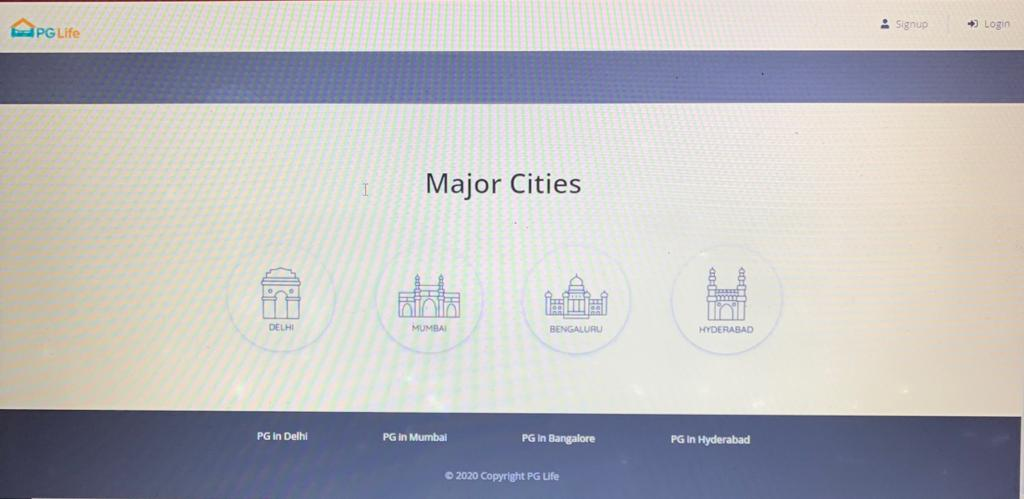 PG Life
Signup
Login
Major Cities
DELHI
MUMBAI
BENGALURU
HYDERABAD
PG in Delhi
PG in Mumbai
PG in Bangalore
PG in Hyderabad
© 2020 Copyright PG Life